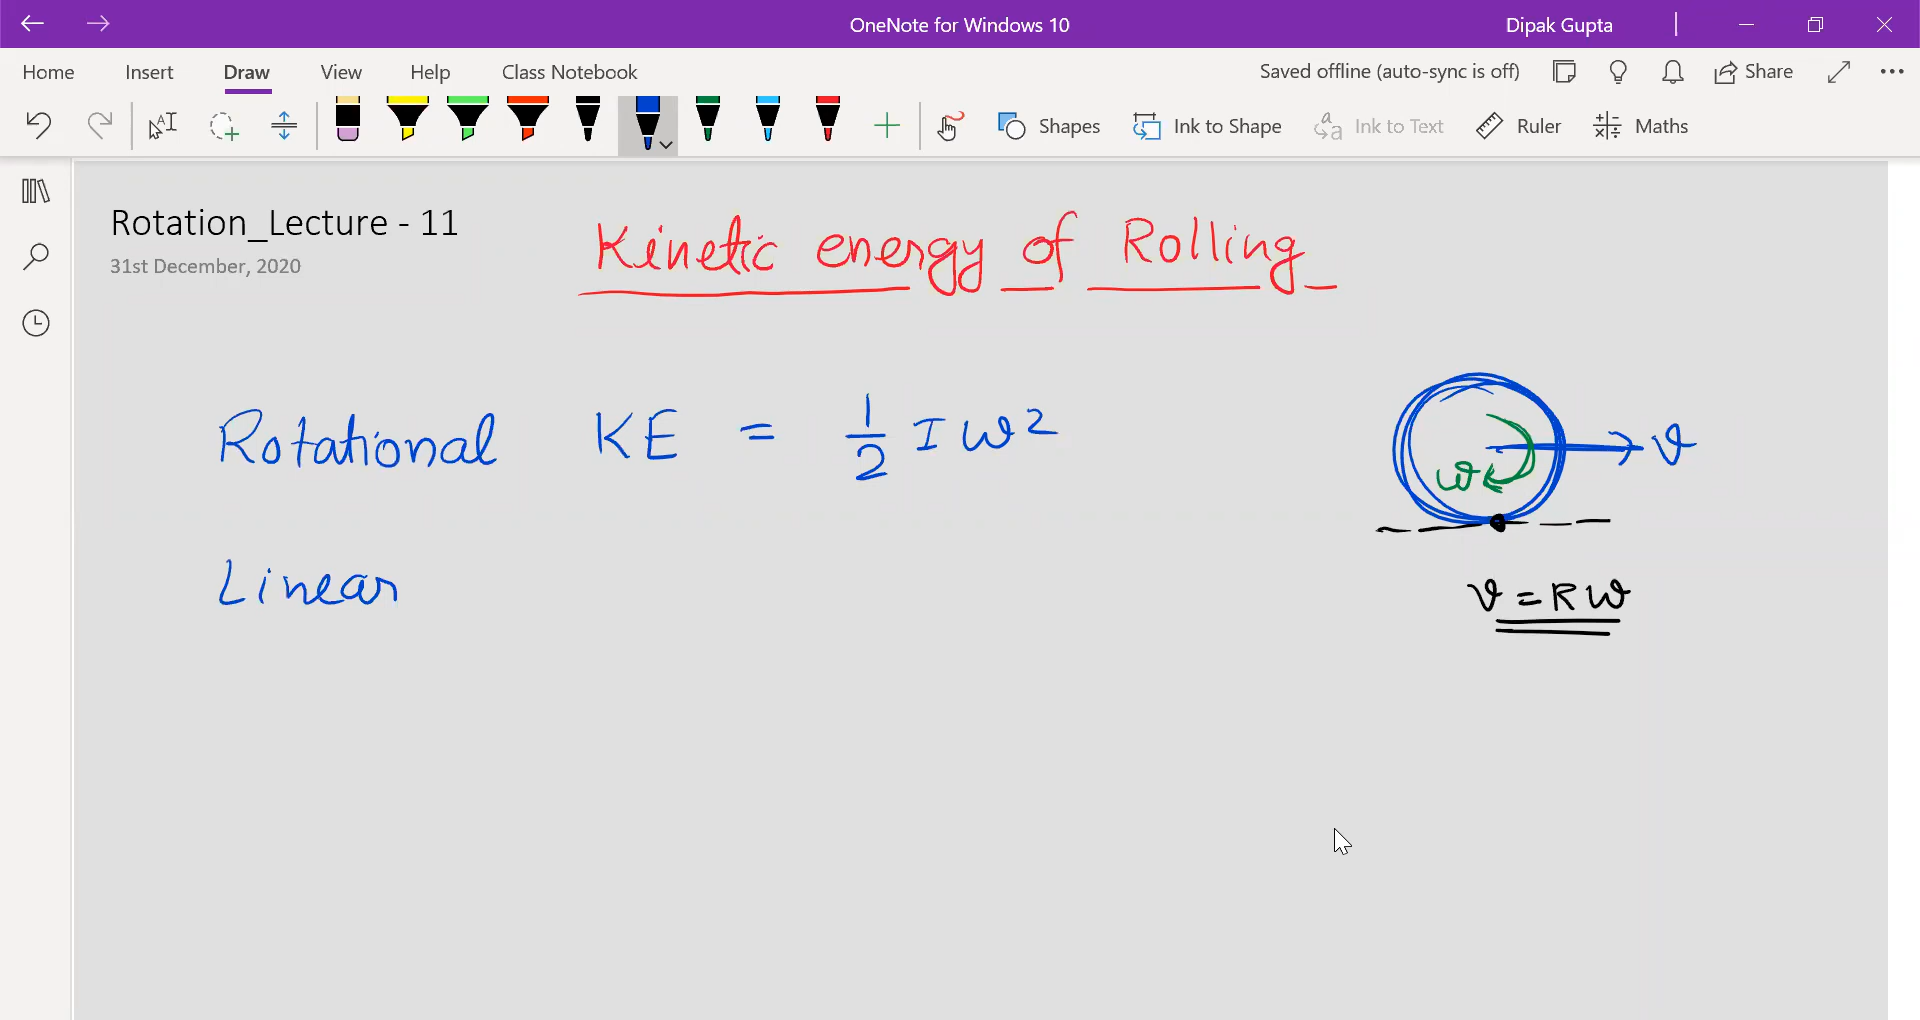 OneNote for Windows 10
Dipak Gupta
Home Insert Draw View Help Class Notebook
Saved offline (auto-sync is off) Share
Shapes Ink to Shape Ink to Text Ruler Maths
Rotation_Lecture - 11
31st December, 2020
Kinetic energy of Rolling
Rotational KE = 1/2 I ω²
v
ω
Linear
v = Rω